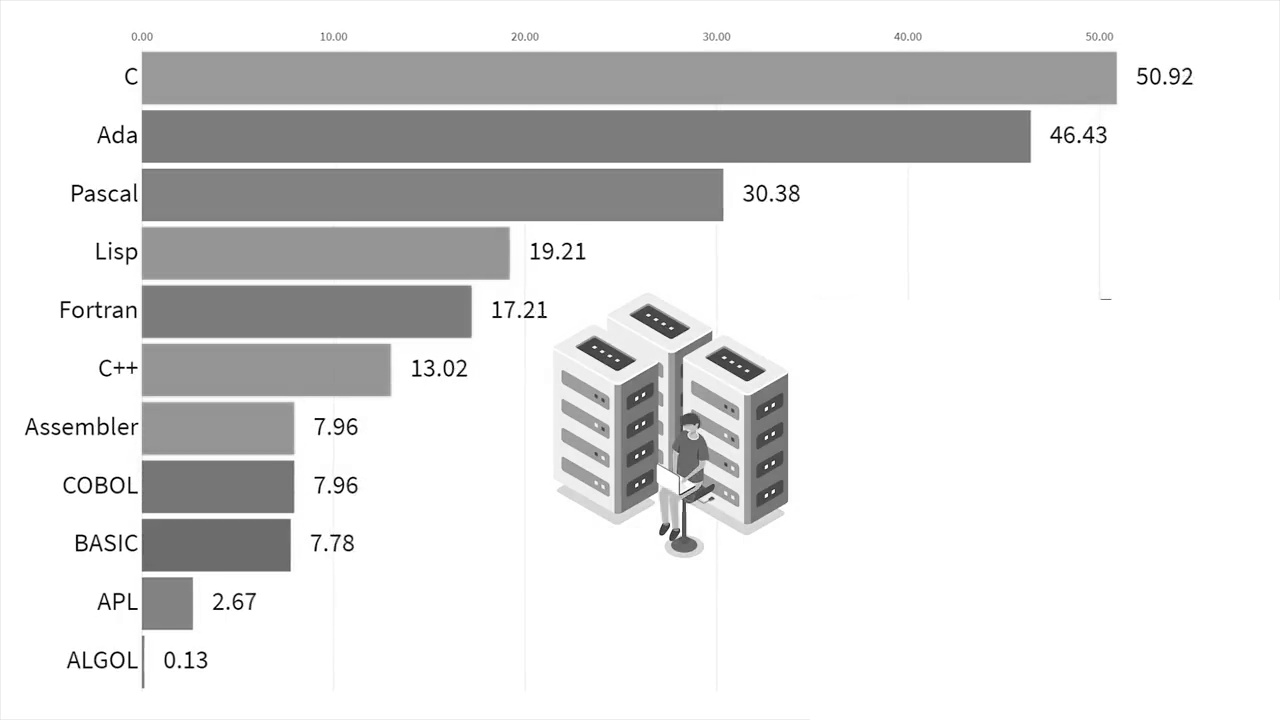 0.00 10.00 20.00 30.00 40.00 50.00
C 50.92
Ada 46.43
Pascal 30.38
Lisp 19.21
Fortran 17.21
C++ 13.02
Assembler 7.96
COBOL 7.96
BASIC 7.78
APL 2.67
ALGOL 0.13